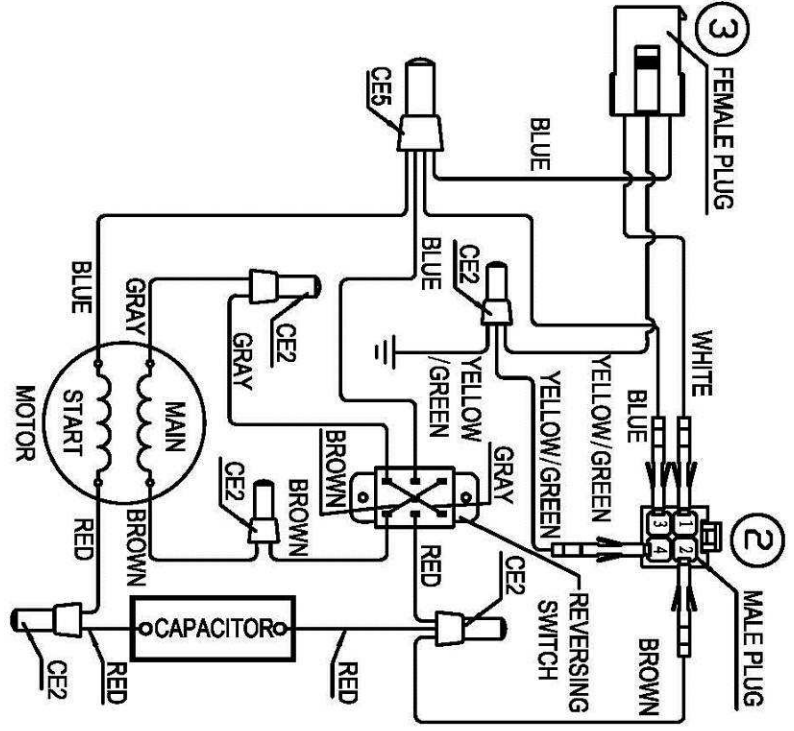 3
FEMALE PLUG
CE5
BLUE
BLUE
CE2
WHITE
BLUE
GRAY
CE2
GRAY
YELLOW
/GREEN
YELLOW/GREEN
YELLOW/GREEN
BLUE
MOTOR
START
MAIN
BROWN
GRAY
1
2
3
4
2
MALE PLUG
RED
BROWN
CE2
BROWN
RED
CE2
REVERSING
SWITCH
BROWN
CE2
RED
CAPACITOR
RED